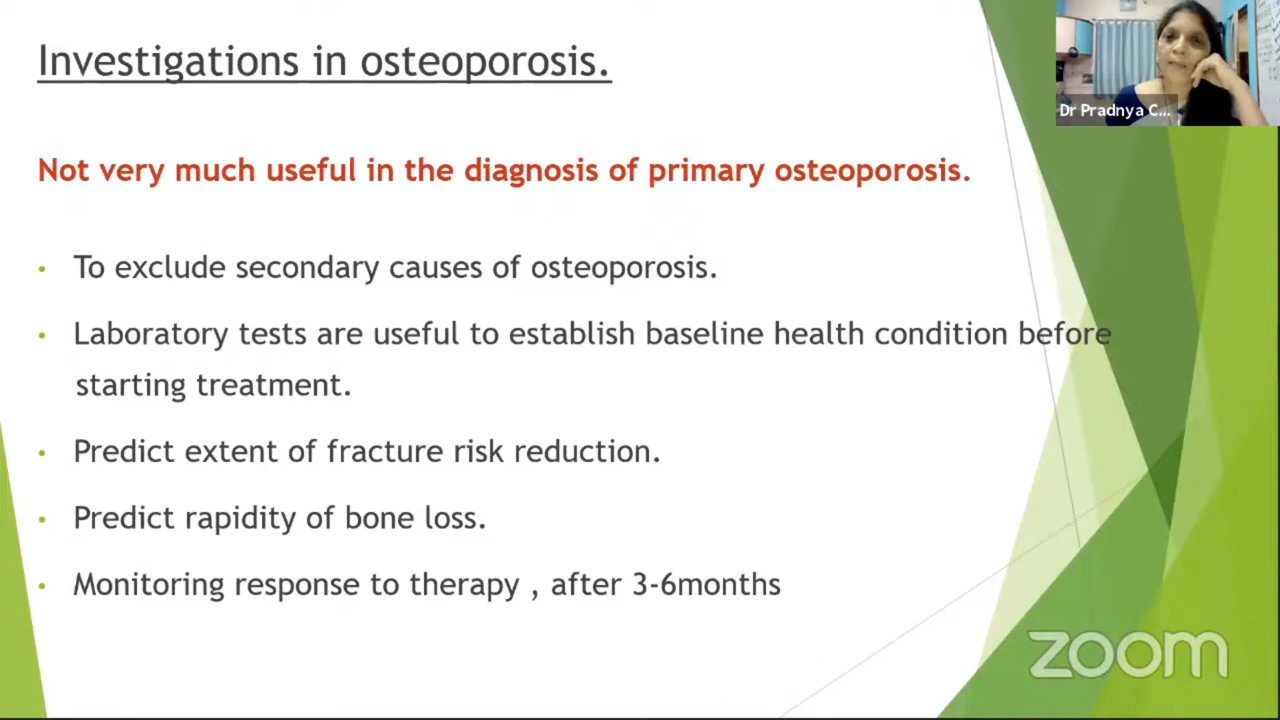 Investigations in osteoporosis.
Dr Pradnya C...
Not very much useful in the diagnosis of primary osteoporosis.
• To exclude secondary causes of osteoporosis.
• Laboratory tests are useful to establish baseline health condition before
starting treatment.
• Predict extent of fracture risk reduction.
• Predict rapidity of bone loss.
• Monitoring response to therapy , after 3-6months
zoom